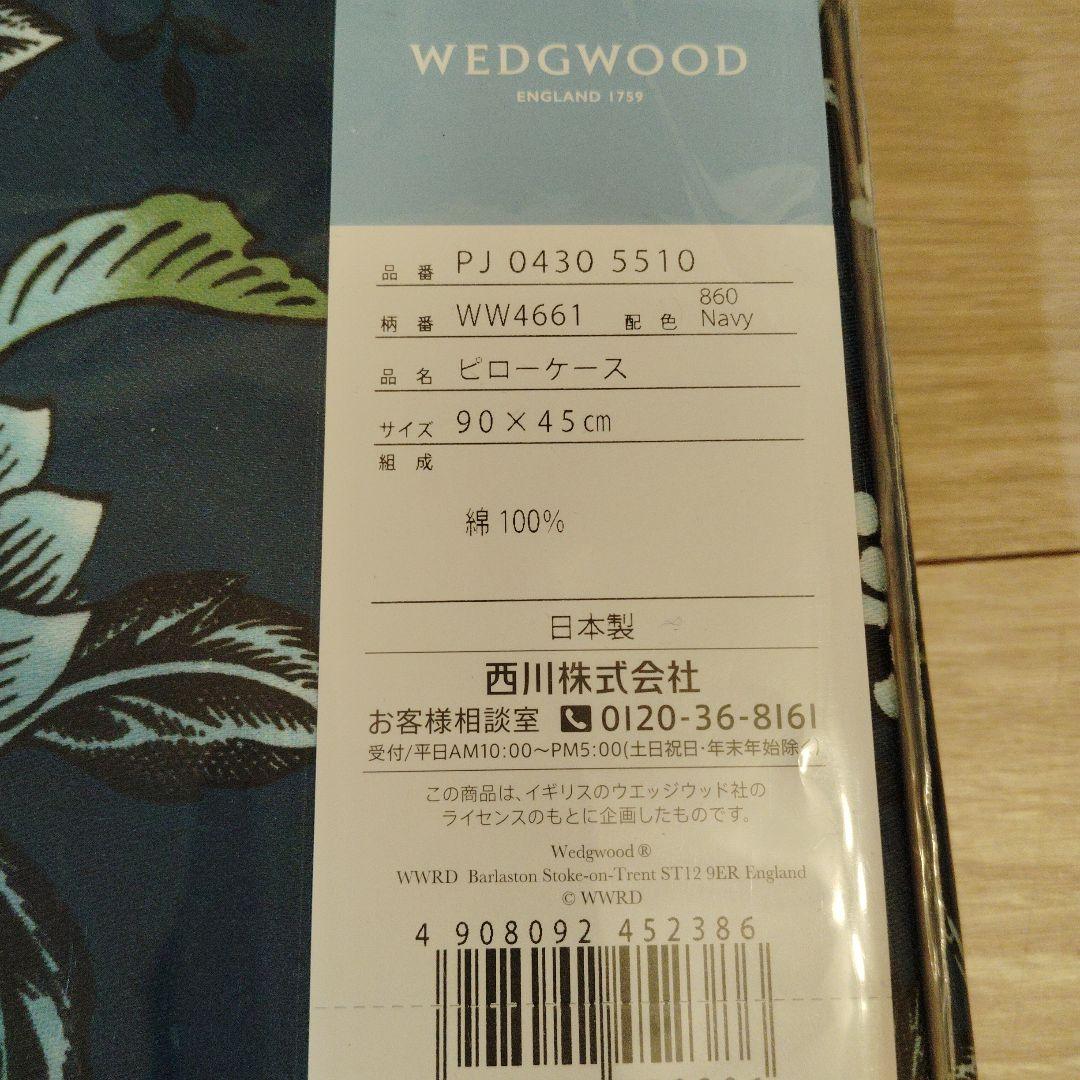 WEDGWOOD
ENGLAND 1759
品番 PJ 0430 5510
柄番 WW4661 配色 860 Navy
品名 ピローケース
サイズ 90×45㎝
組成
綿 100%
日本製
西川株式会社
お客様相談室 0120-36-8161
受付/平日AM10:00〜PM5:00(土日祝日・年末年始除く)
この商品は、イギリスのウエッジウッド社の
ライセンスのもとに企画したものです。
Wedgwood ®
WWRD Barlaston Stoke-on-Trent ST12 9ER England
© WWRD
4 908092 452386